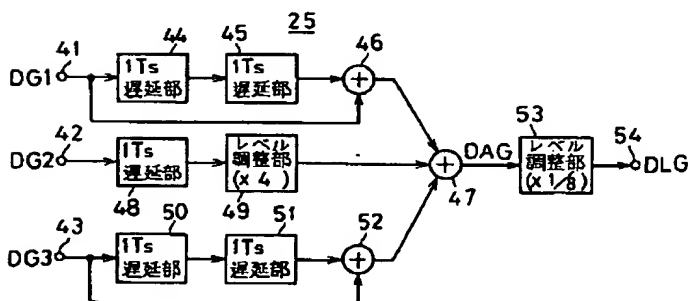 25
41
44
45
46
DG1
1Ts
遅延部
1Ts
遅延部
42
DG2
1Ts
遅延部
48
レベル
調整部
(×4)
49
47
DAG
53
レベル
調整部
(×1/8)
54
DLG
43
50
51
52
DG3
1Ts
遅延部
1Ts
遅延部